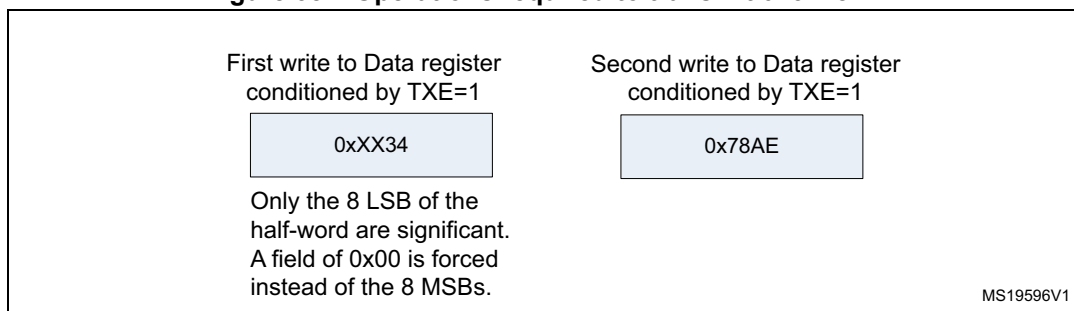 First write to Data register
conditioned by TXE=1
0xXX34
Only the 8 LSB of the
half-word are significant.
A field of 0x00 is forced
instead of the 8 MSBs.
Second write to Data register
conditioned by TXE=1
0x78AE
MS19596V1